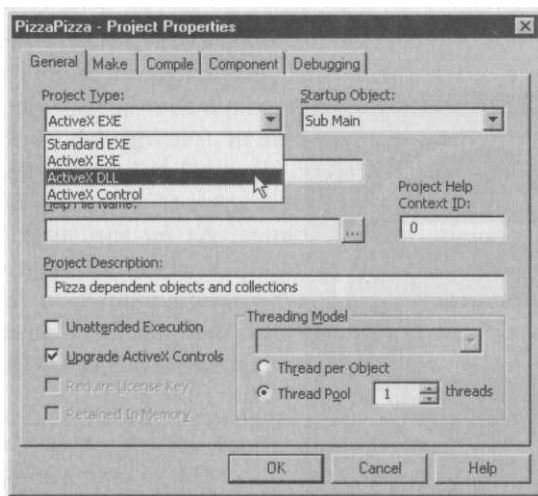 PizzaPizza - Project Properties
General Make Compile Component Debugging
Project Type:
Startup Object:
ActiveX EXE
Sub Main
Standard EXE
ActiveX EXE
ActiveX DLL
ActiveX Control
Help File Name:
Project Help
Context ID:
...
0
Project Description:
Pizza dependent objects and collections
Unattended Execution
Upgrade ActiveX Controls
Require License Key
Retained In Memory
Threading Model
Thread per Object
Thread Pool 1 threads
OK Cancel Help